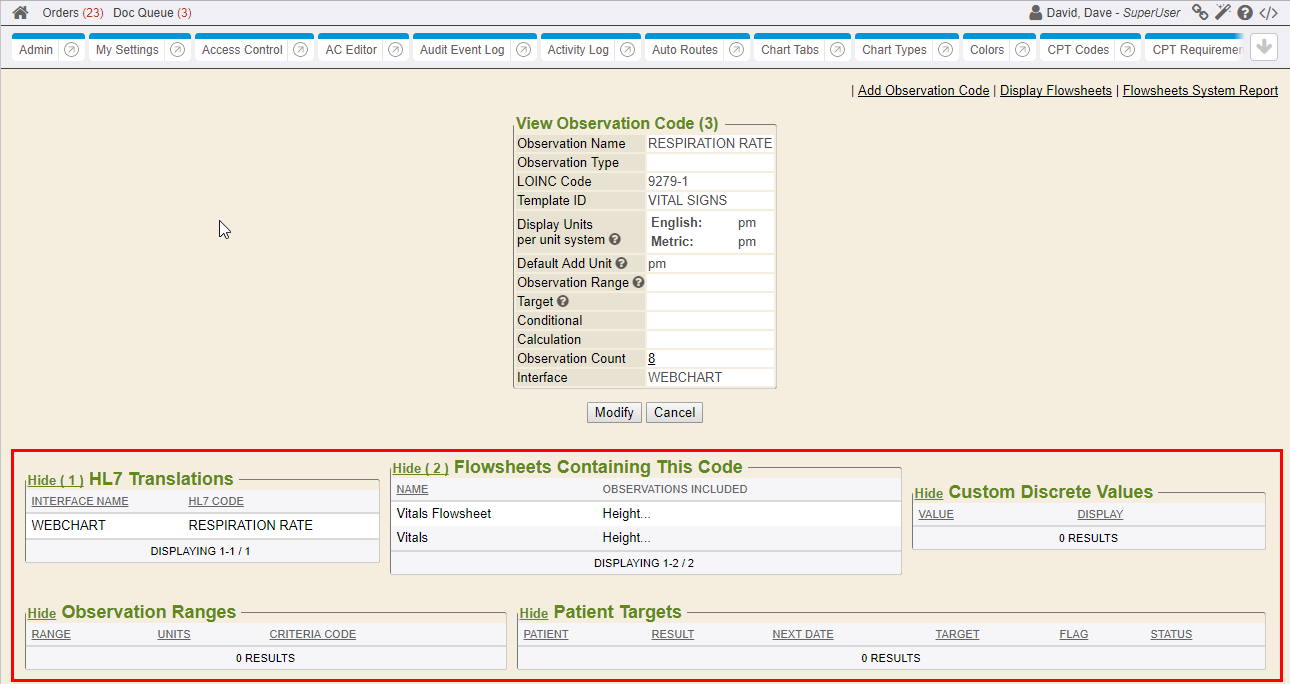 Orders (23) Doc Queue (3) David, Dave - SuperUser
Admin My Settings Access Control AC Editor Audit Event Log Activity Log Auto Routes Chart Tabs Chart Types Colors CPT Codes CPT Requiremen
| Add Observation Code | Display Flowsheets | Flowsheets System Report
View Observation Code (3)
Observation Name RESPIRATION RATE
Observation Type
LOINC Code 9279-1
Template ID VITAL SIGNS
Display Units
per unit system ?
English: pm
Metric: pm
Default Add Unit ? pm
Observation Range ?
Target ?
Conditional
Calculation
Observation Count 8
Interface WEBCHART
Modify Cancel
Hide ( 1 ) HL7 Translations
INTERFACE NAME HL7 CODE
WEBCHART RESPIRATION RATE
DISPLAYING 1-1 / 1
Hide ( 2 ) Flowsheets Containing This Code
NAME OBSERVATIONS INCLUDED
Vitals Flowsheet Height...
Vitals Height...
DISPLAYING 1-2 / 2
Hide Custom Discrete Values
VALUE DISPLAY
0 RESULTS
Hide Observation Ranges
RANGE UNITS CRITERIA CODE
0 RESULTS
Hide Patient Targets
PATIENT RESULT NEXT DATE TARGET FLAG STATUS
0 RESULTS